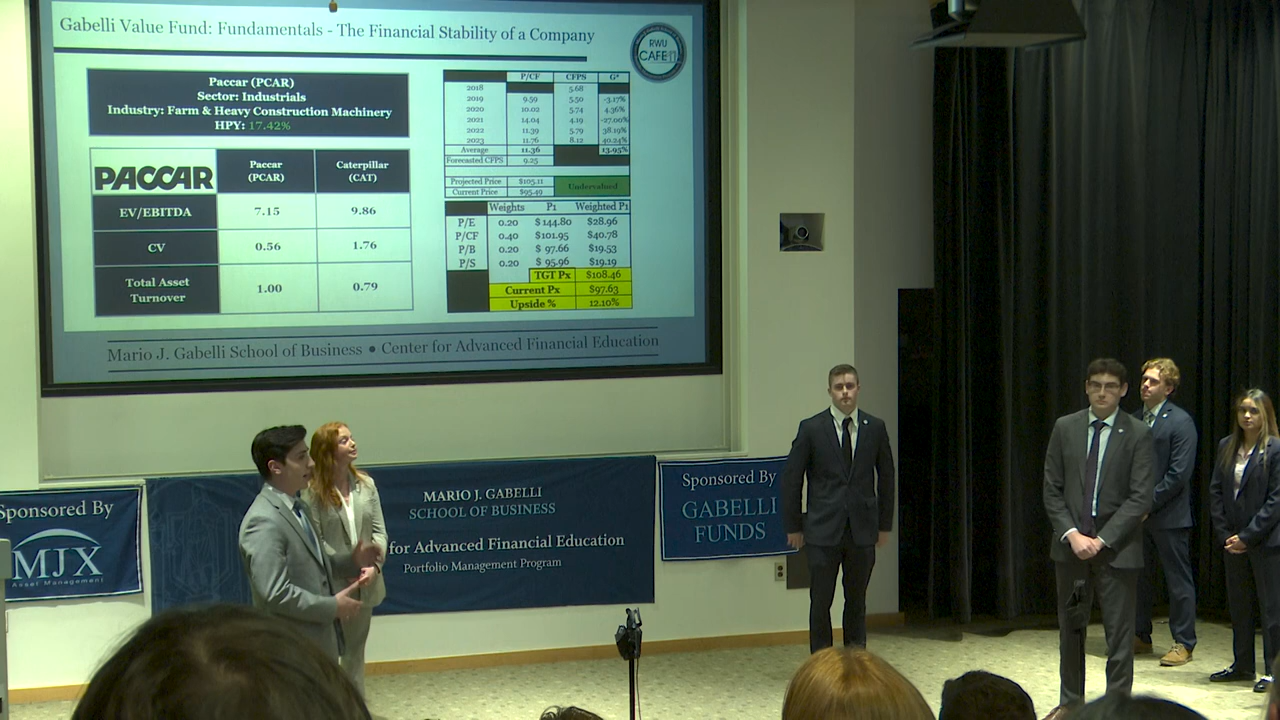 Gabelli Value Fund: Fundamentals - The Financial Stability of a Company
RWU
CAFE
Paccar (PCAR)
Sector: Industrials
Industry: Farm & Heavy Construction Machinery
HPY: 17.42%
PACCAR Paccar (PCAR) Caterpillar (CAT)
EV/EBITDA 7.15 9.86
CV 0.56 1.76
Total Asset Turnover 1.00 0.79
P/CF CFPS G*
2018 5.68
2019 9.59 5.50 -3.17%
2020 10.02 5.74 4.36%
2021 14.04 4.19 -27.00%
2022 11.39 5.79 38.19%
2023 11.76 8.12 40.24%
Average 11.36 13.95%
Forecasted CFPS 9.25
Projected Price $105.11 Undervalued
Current Price $95.49
Weights P1 Weighted P1
P/E 0.20 $ 144.80 $28.96
P/CF 0.40 $101.95 $40.78
P/B 0.20 $ 97.66 $19.53
P/S 0.20 $ 95.96 $19.19
TGT Px $108.46
Current Px $97.63
Upside % 12.10%
Mario J. Gabelli School of Business • Center for Advanced Financial Education
Sponsored By
MJX
Asset Management
MARIO J. GABELLI
SCHOOL OF BUSINESS
for Advanced Financial Education
Portfolio Management Program
Sponsored By
GABELLI
FUNDS